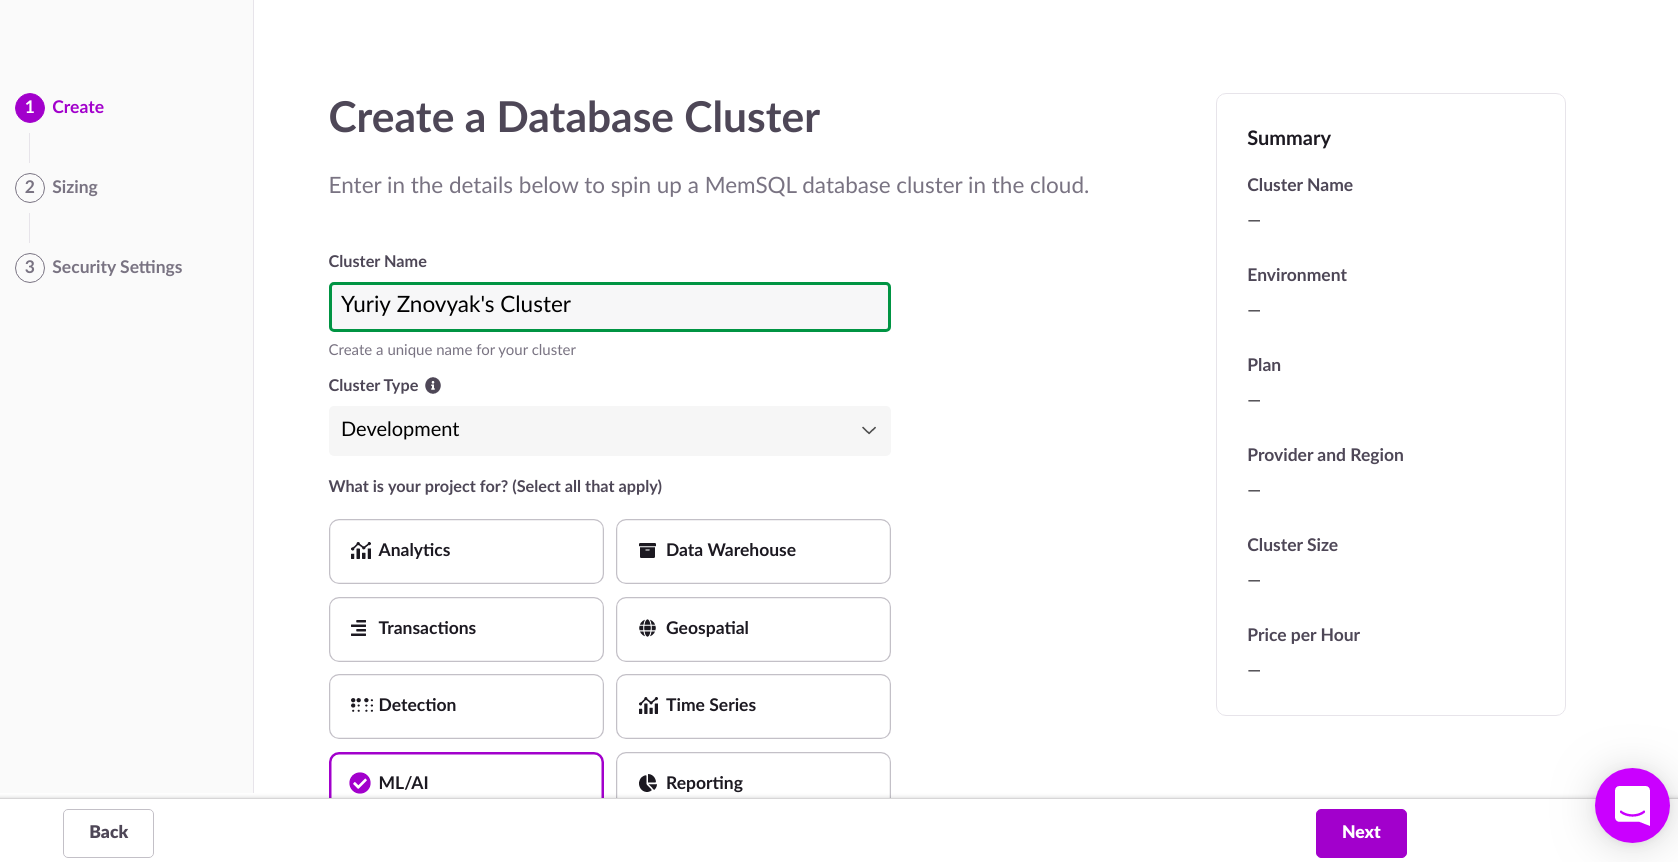 1 Create
2 Sizing
3 Security Settings
Create a Database Cluster
Enter in the details below to spin up a MemSQL database cluster in the cloud.
Cluster Name
Yuriy Znovyak's Cluster
Create a unique name for your cluster
Cluster Type
Development
What is your project for? (Select all that apply)
Analytics
Data Warehouse
Transactions
Geospatial
Detection
Time Series
ML/AI
Reporting
Summary
Cluster Name
—
Environment
—
Plan
—
Provider and Region
—
Cluster Size
—
Price per Hour
—
Back
Next